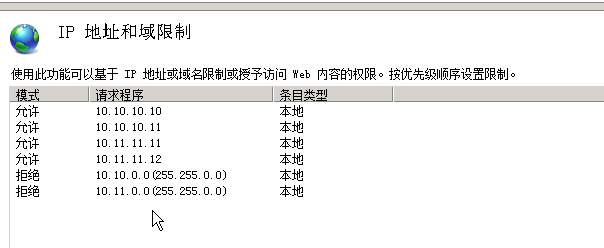 IP 地址和域限制
使用此功能可以基于 IP 地址或域名限制或授予访问 Web 内容的权限。按优先级顺序设置限制。
模式 请求程序 条目类型
允许 10.10.10.10 本地
允许 10.10.10.11 本地
允许 10.11.11.11 本地
允许 10.11.11.12 本地
拒绝 10.10.0.0(255.255.0.0) 本地
拒绝 10.11.0.0(255.255.0.0) 本地